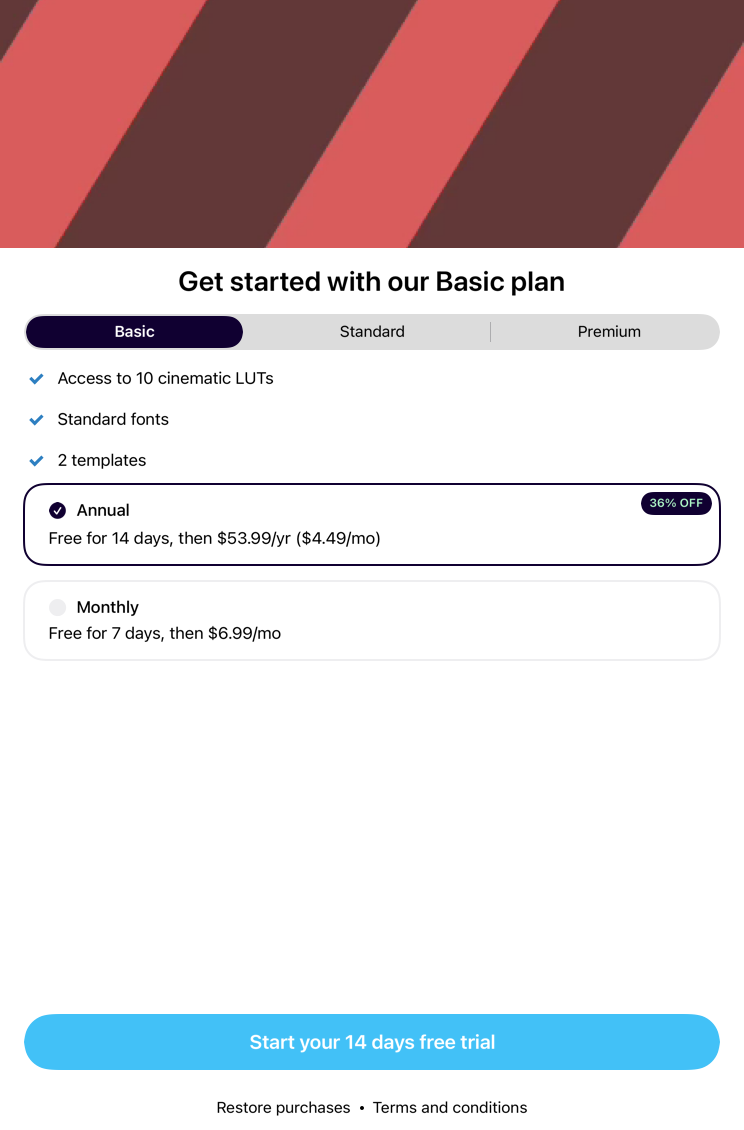 Get started with our Basic plan
Basic
Standard
Premium
Access to 10 cinematic LUTs
Standard fonts
2 templates
Annual
36% OFF
Free for 14 days, then $53.99/yr ($4.49/mo)
Monthly
Free for 7 days, then $6.99/mo
Start your 14 days free trial
Restore purchases • Terms and conditions